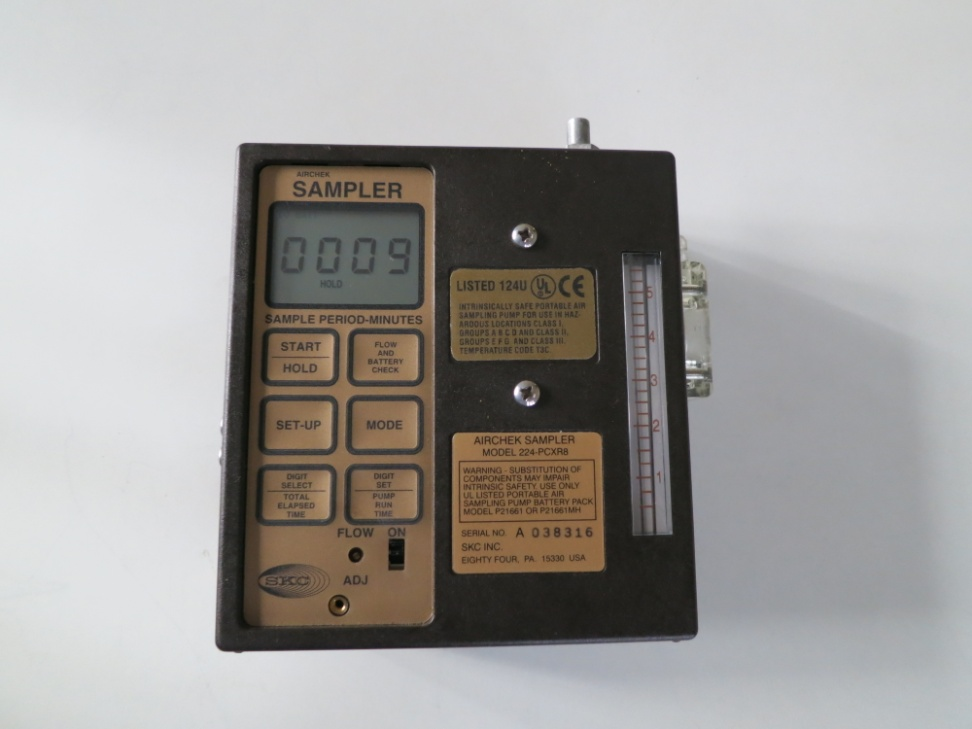 AIRCHEK
SAMPLER
0009
HOLD
SAMPLE PERIOD-MINUTES
START
HOLD
FLOW
AND
BATTERY
CHECK
SET-UP
MODE
DIGIT
SELECT
TOTAL
ELAPSED
TIME
DIGIT
SET
PUMP
RUN
TIME
FLOW
ON
ADJ
SKC
LISTED 124U UL CE
INTRINSICALLY SAFE PORTABLE AIR
SAMPLING PUMP FOR USE IN HAZ-
ARDOUS LOCATIONS CLASS I,
GROUPS A B C D AND CLASS II,
GROUPS E F G AND CLASS III.
TEMPERATURE CODE T3C
AIRCHEK SAMPLER
MODEL 224-PCXR8
WARNING - SUBSTITUTION OF
COMPONENTS MAY IMPAIR
INTRINSIC SAFETY. USE ONLY
UL LISTED PORTABLE AIR
SAMPLING PUMP BATTERY PACK
MODEL P21661 OR P21661MH
SERIAL NO. A 038316
SKC INC.
EIGHTY FOUR, PA. 15330 USA
5
4
3
2
1